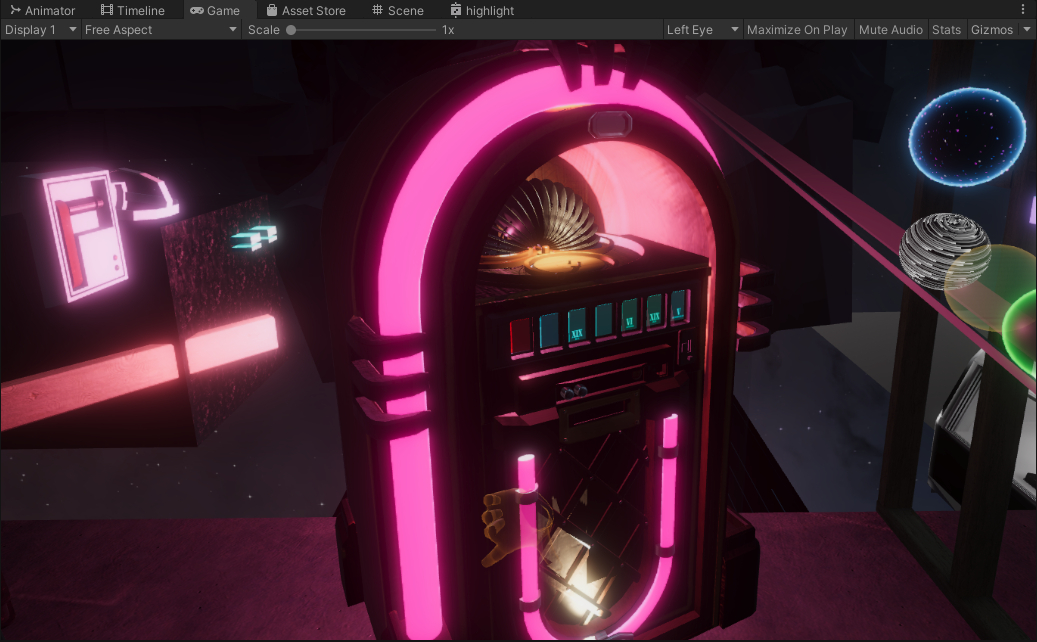 Animator Timeline Game Asset Store Scene highlight
Display 1 Free Aspect Scale 1x Left Eye Maximize On Play Mute Audio Stats Gizmos
XIX VI XIX V